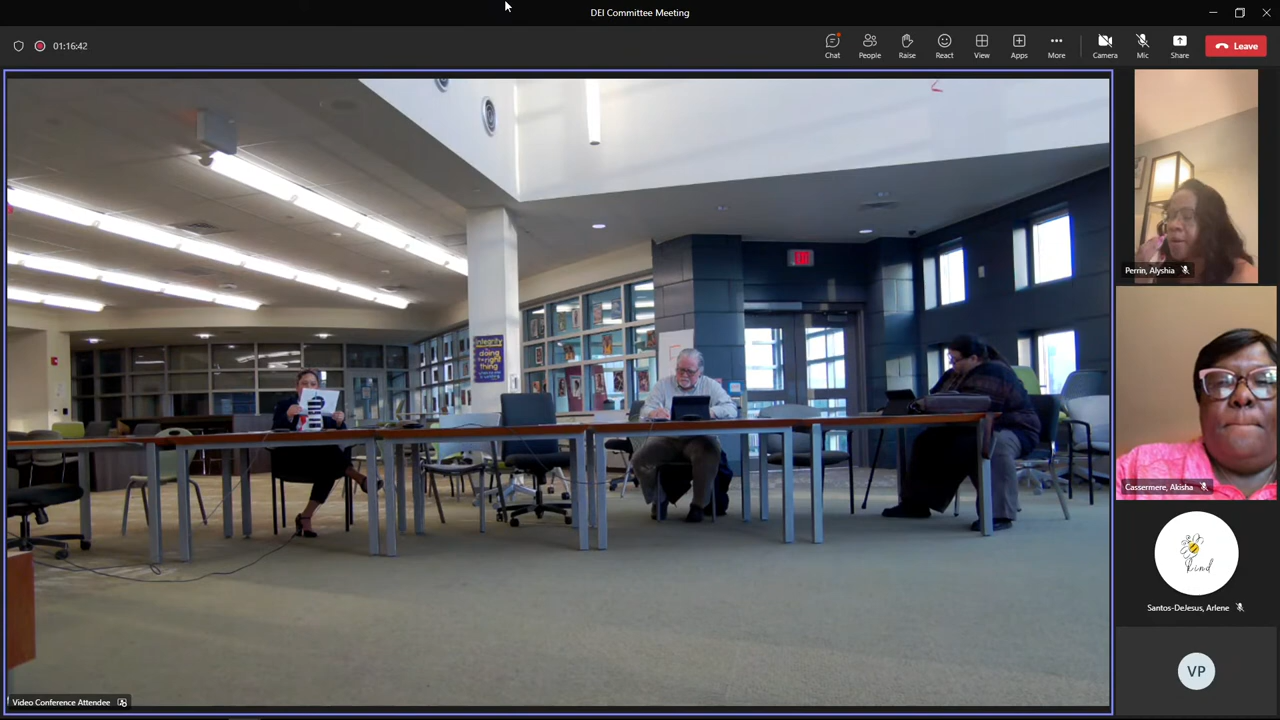 DEI Committee Meeting
01:16:42
Chat
People
Raise
React
View
Apps
More
Camera
Mic
Share
Leave
EXIT
integrity
doing the
right
thing
Perrin, Alyshia
Cassermere, Akisha
kind
Santos-DeJesus, Arlene
VP
Video Conference Attendee